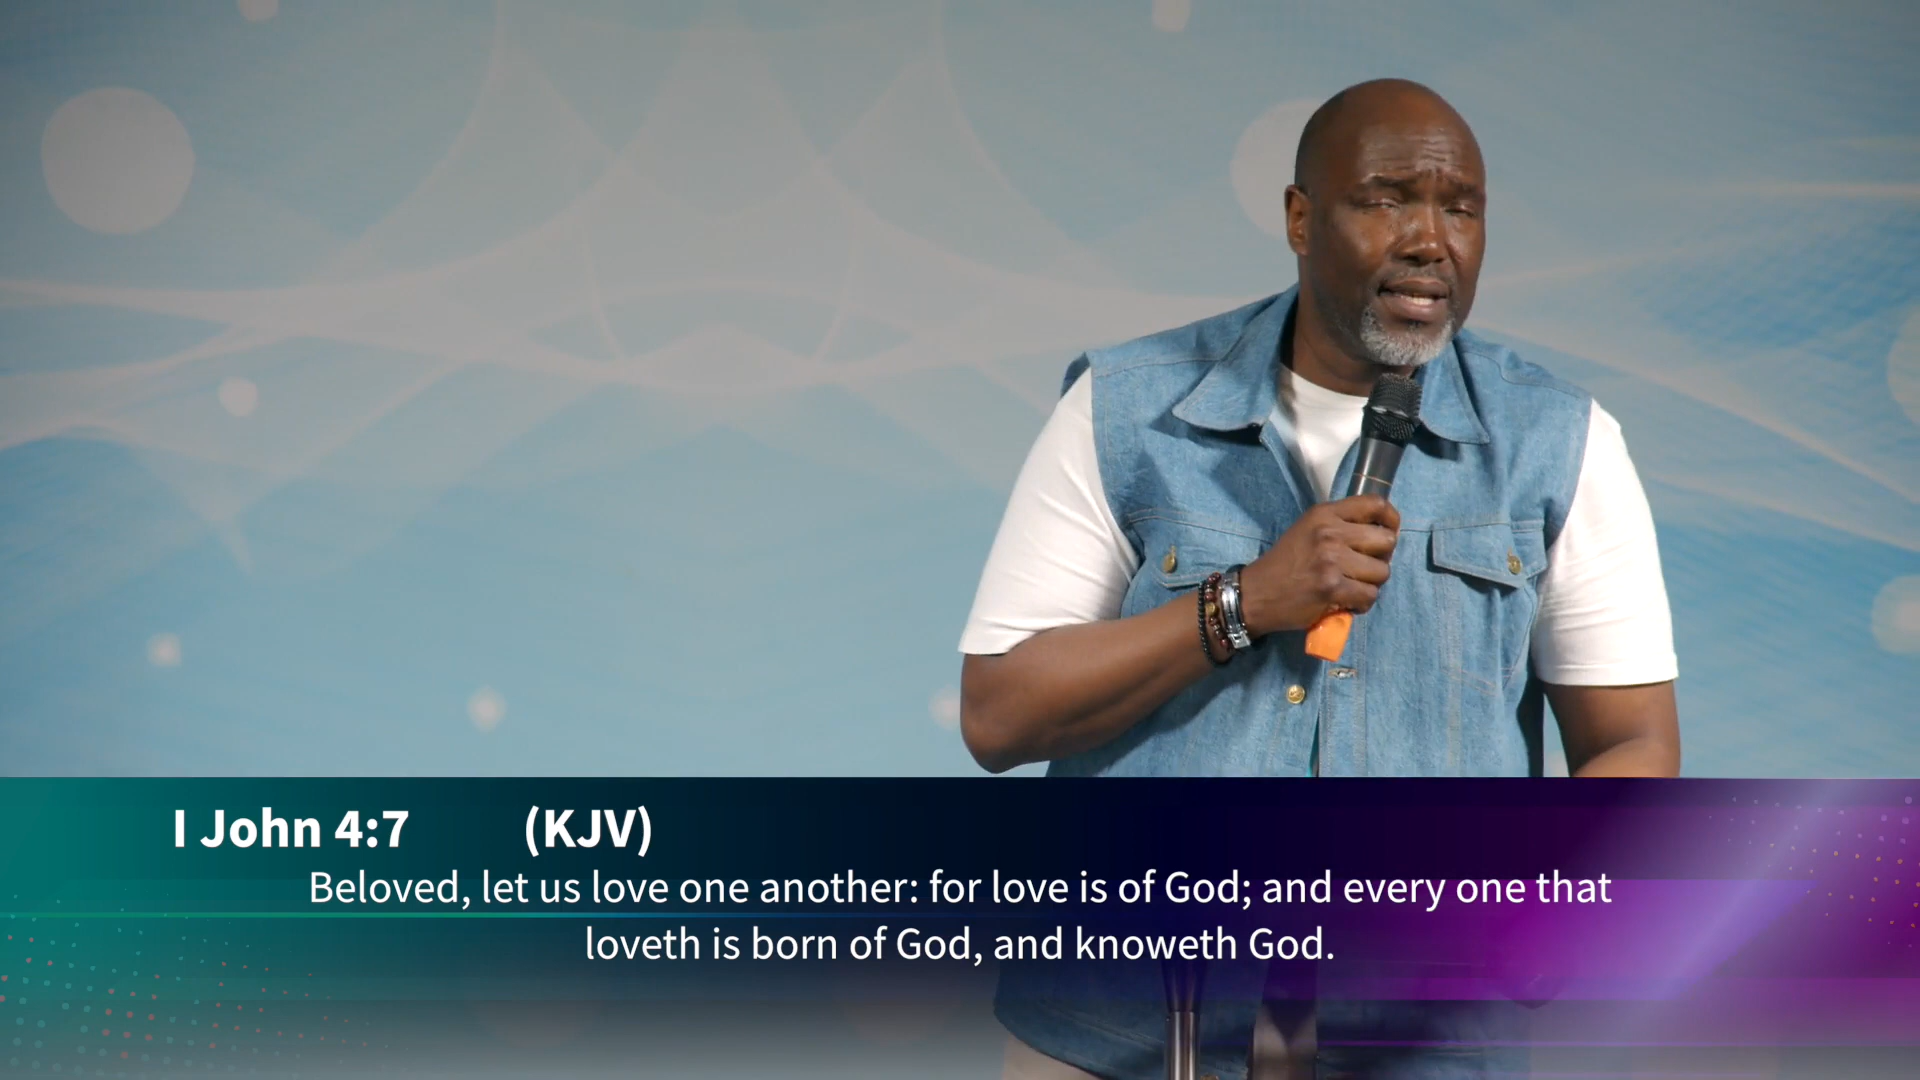 I John 4:7 (KJV)
Beloved, let us love one another: for love is of God; and every one that
loveth is born of God, and knoweth God.